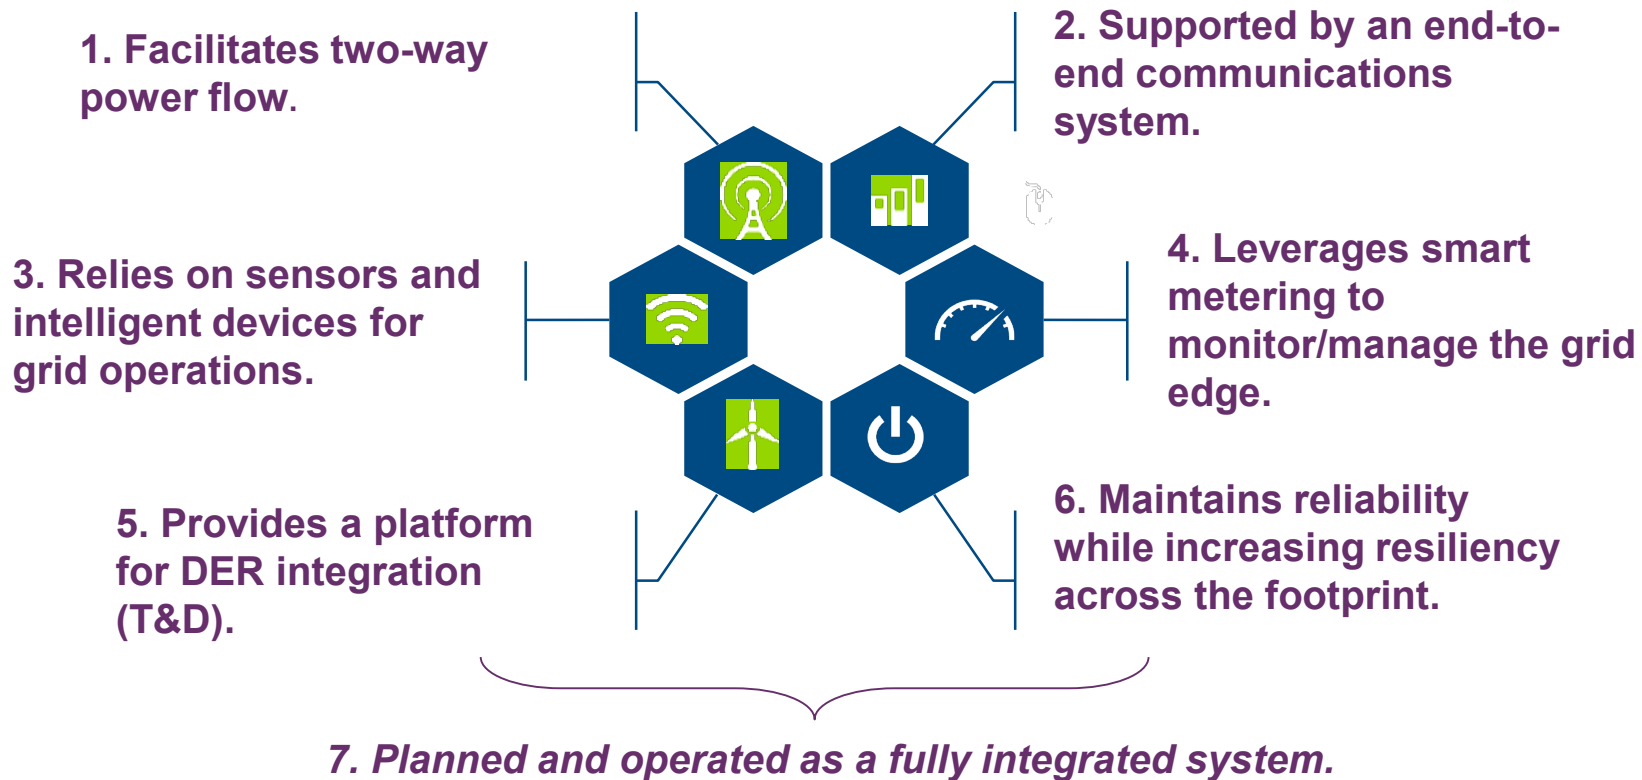 1. Facilitates two-way
power flow.
2. Supported by an end-to-
end communications
system.
3. Relies on sensors and
intelligent devices for
grid operations.
4. Leverages smart
metering to
monitor/manage the grid
edge.
5. Provides a platform
for DER integration
(T&D).
6. Maintains reliability
while increasing resiliency
across the footprint.
7. Planned and operated as a fully integrated system.